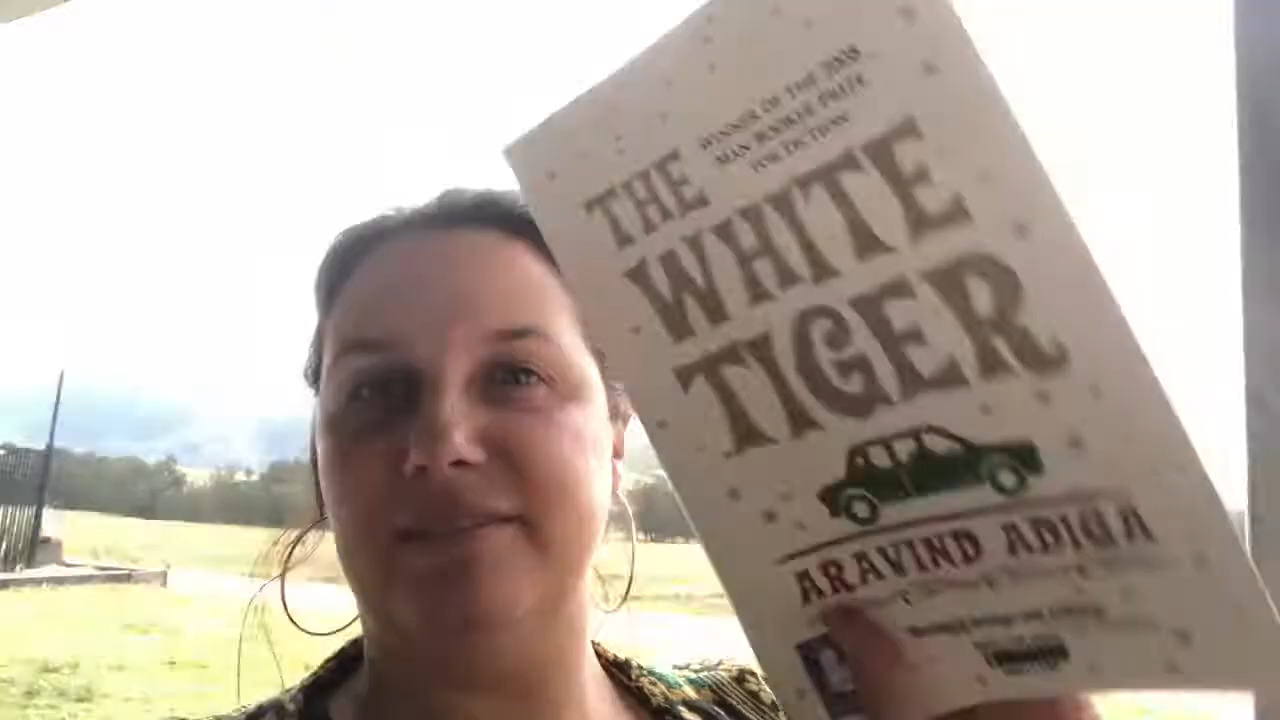 WINNER OF THE 2008
MAN BOOKER PRIZE
FOR FICTION
THE
WHITE
TIGER
ARAVIND ADIGA